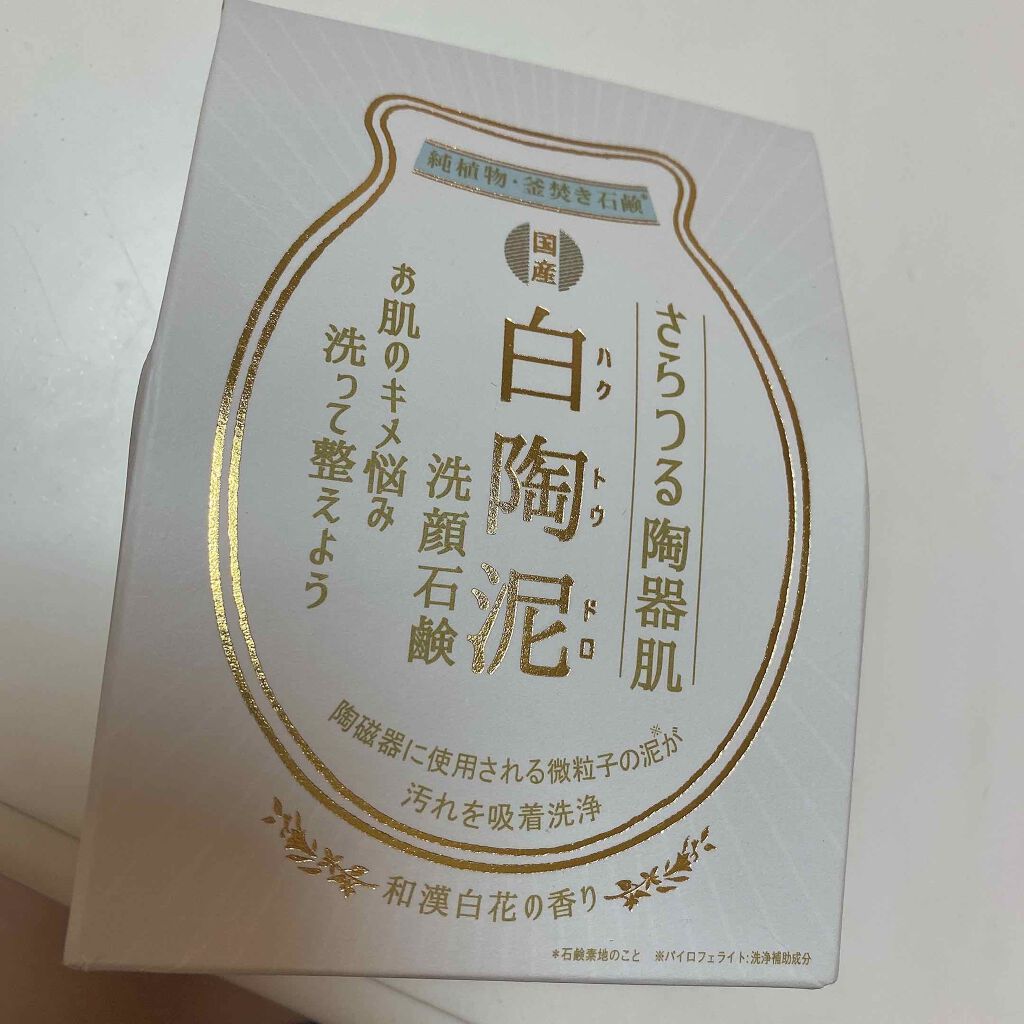 純植物・釜焚き石鹸*
国産
さらつる陶器肌
白陶泥
ハクトウドロ
洗顔石鹸
お肌のキメ悩み
洗って整えよう
陶磁器に使用される微粒子の泥※が
汚れを吸着洗浄
和漢白花の香り
*石鹸素地のこと ※パイロフェライト:洗浄補助成分